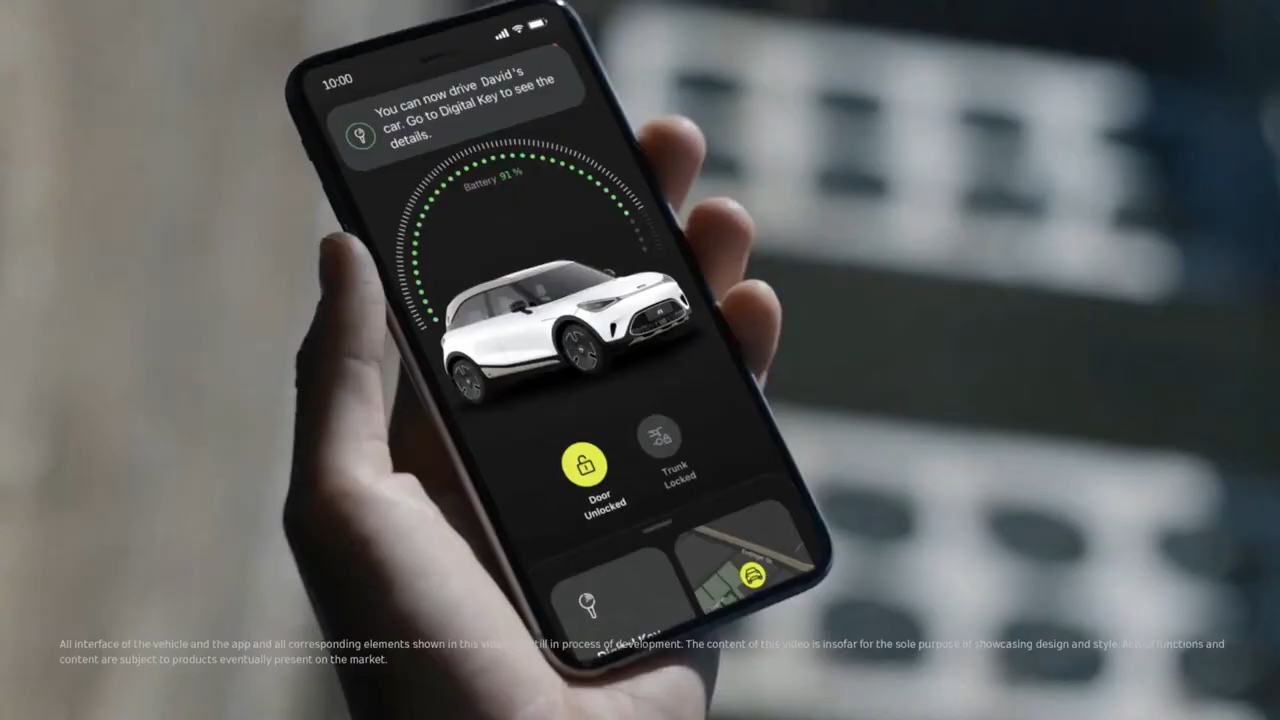 10:00
You can now drive David's
car. Go to Digital Key to see the
details.
Battery 91 %
Door
Unlocked
Trunk
Locked
Digital Key
All interface of the vehicle and the app and all corresponding elements shown in this video still in process of development. The content of this video is insofar for the sole purpose of showcasing design and style. Actual functions and
content are subject to products eventually present on the market.